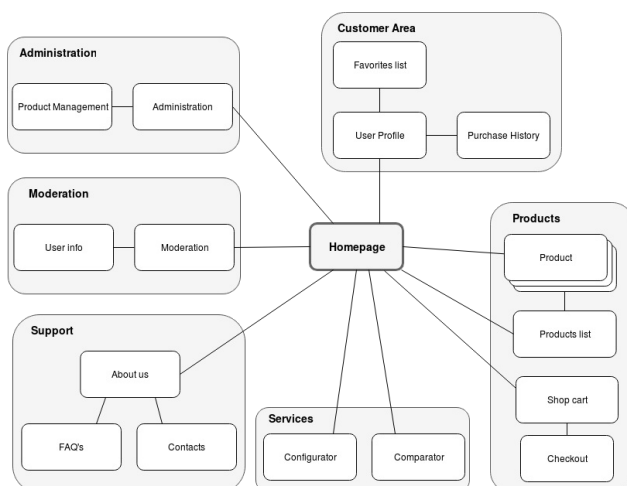 Customer Area
Favorites list
User Profile
Purchase History
Administration
Product Management
Administration
Moderation
User info
Moderation
Homepage
Products
Product
Products list
Shop cart
Checkout
Support
About us
FAQ's
Contacts
Services
Configurator
Comparator